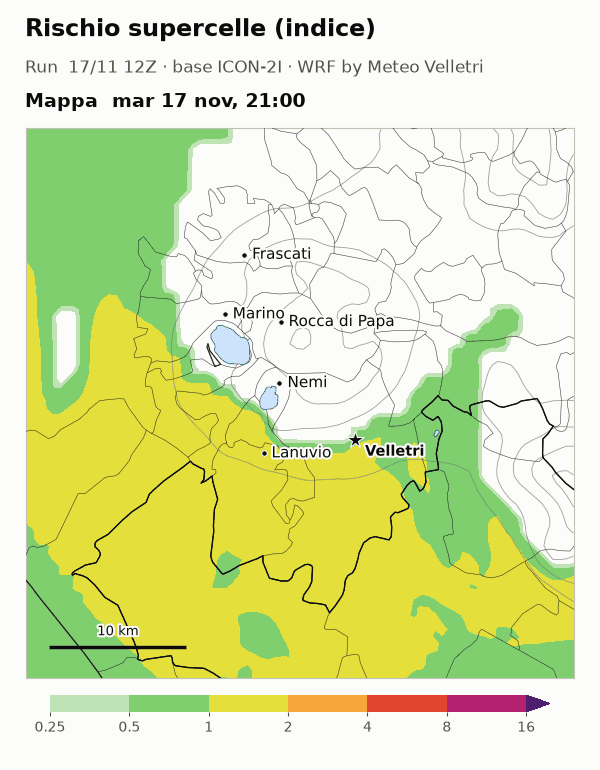 Rischio supercelle (indice)
Run  17/11 12Z · base ICON-2I · WRF by Meteo Velletri
Mappa  mar 17 nov, 21:00
Frascati
Marino
Rocca di Papa
Nemi
Velletri
Lanuvio
10 km
0.25 0.5 1 2 4 8 16